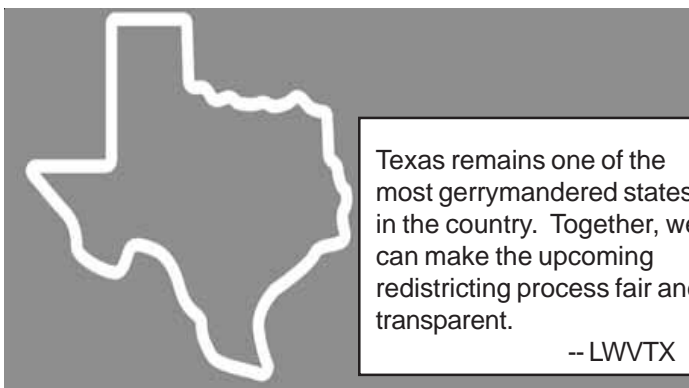 Texas remains one of the
most gerrymandered states
in the country. Together, we
can make the upcoming
redistricting process fair and
transparent.
-- LWVTX